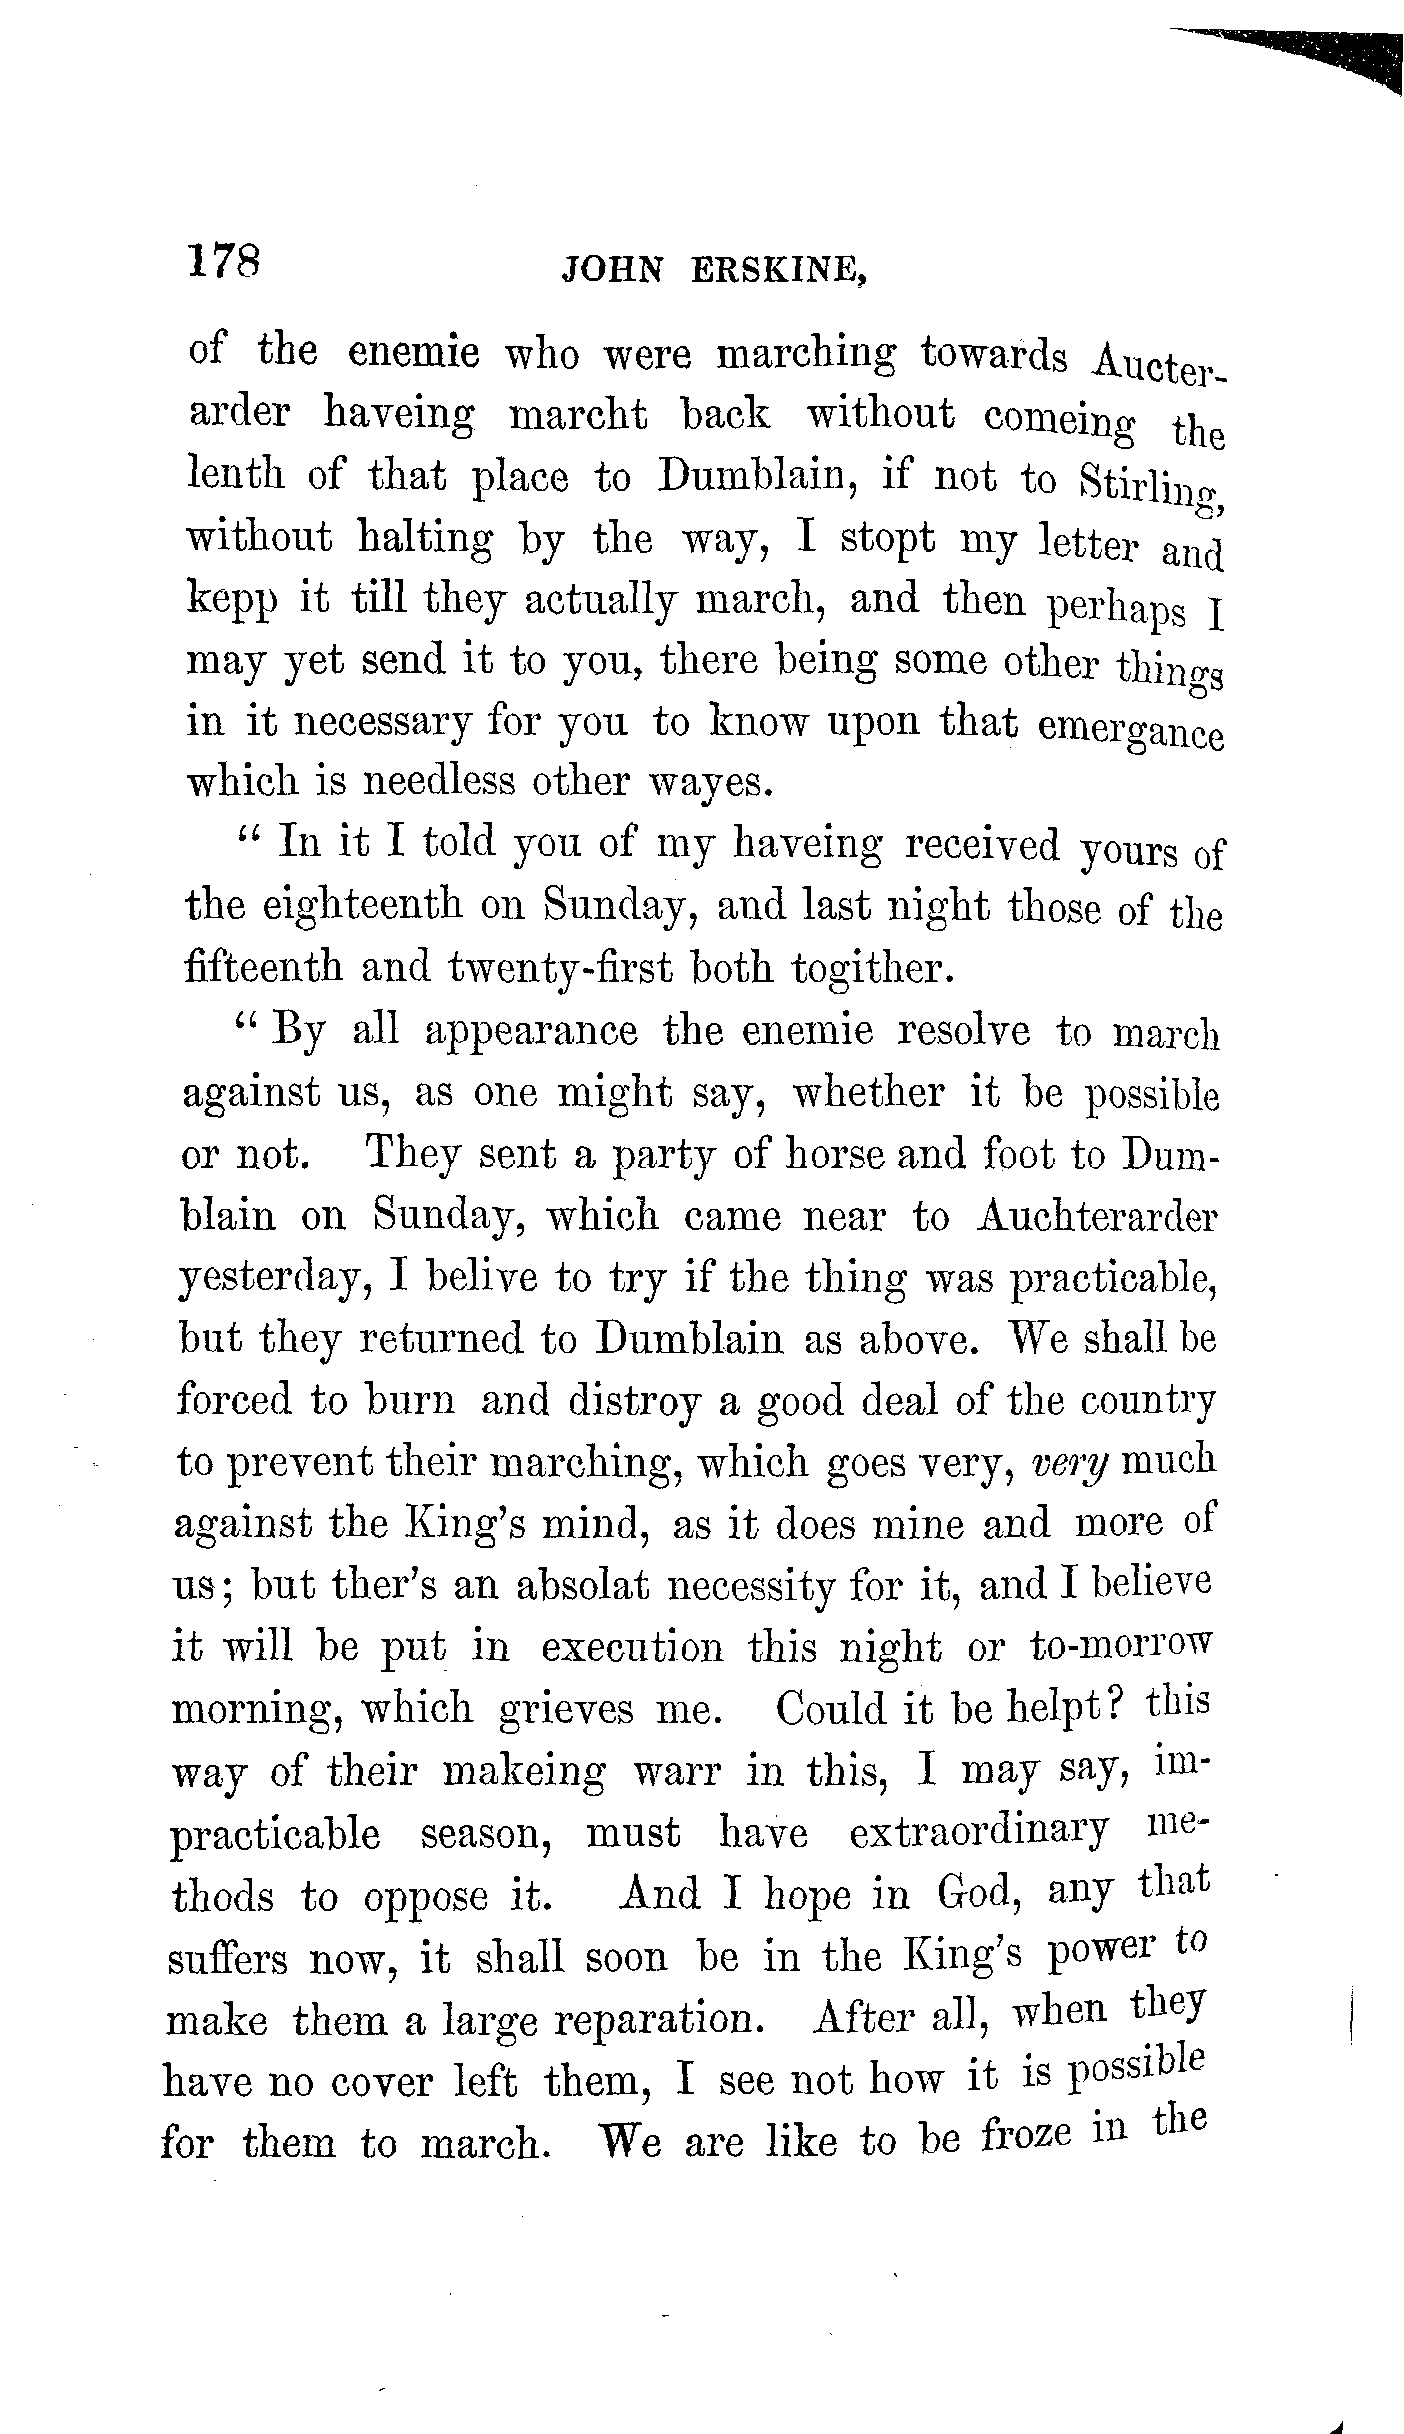 178 JOHN ERSKINE,
of the enemie who were marching towards Aucter-
arder haveing marcht back without comeing the
lenth of that place to Dumblain, if not to Stirling,
without halting by the way, I stopt my letter and
kepp it till they actually march, and then perhaps I
may yet send it to you, there being some other things
in it necessary for you to know upon that emergance
which is needless other wayes.
“ In it I told you of my haveing received yours of
the eighteenth on Sunday, and last night those of the
fifteenth and twenty-first both togither.
“ By all appearance the enemie resolve to march
against us, as one might say, whether it be possible
or not. They sent a party of horse and foot to Dum-
blain on Sunday, which came near to Auchterarder
yesterday, I belive to try if the thing was practicable,
but they returned to Dumblain as above. We shall be
forced to burn and distroy a good deal of the country
to prevent their marching, which goes very, very much
against the King’s mind, as it does mine and more of
us; but ther’s an absolat necessity for it, and I believe
it will be put in execution this night or to-morrow
morning, which grieves me. Could it be helpt? this
way of their makeing warr in this, I may say, im-
practicable season, must have extraordinary me-
thods to oppose it. And I hope in God, any that
suffers now, it shall soon be in the King’s power to
make them a large reparation. After all, when they
have no cover left them, I see not how it is possible
for them to march. We are like to be froze in the